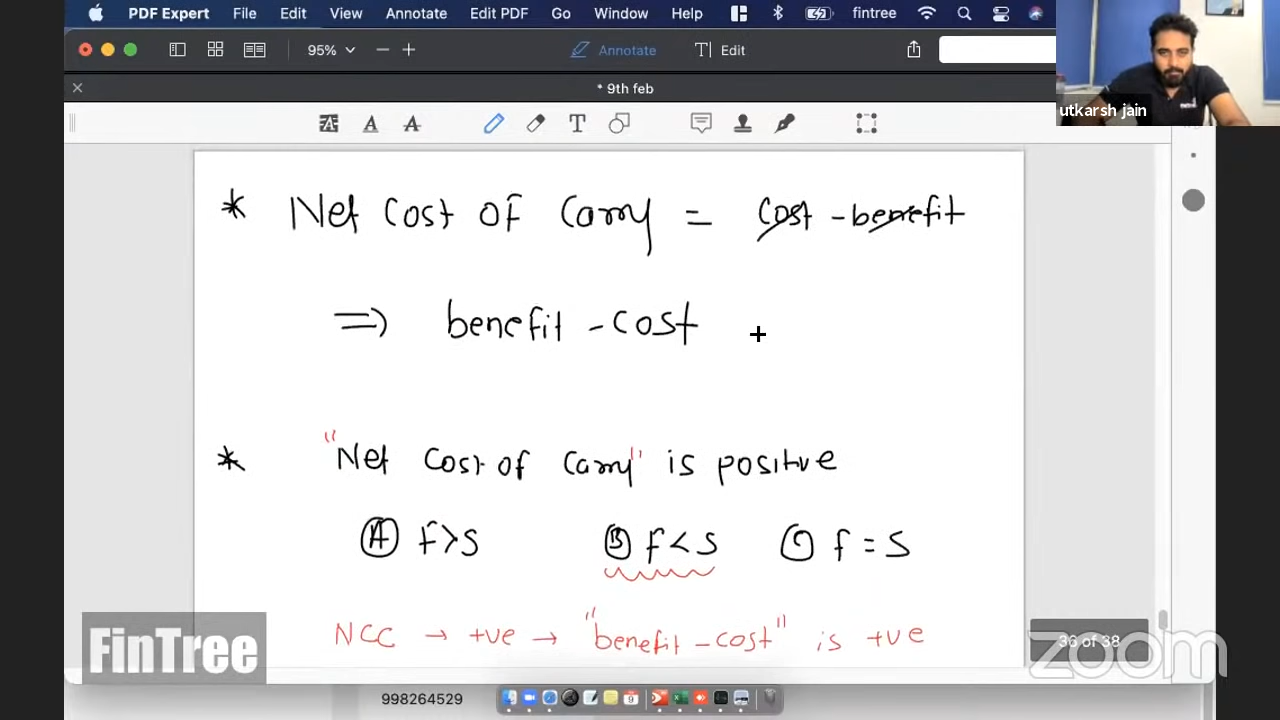 PDF Expert File Edit View Annotate Edit PDF Go Window Help fintree
95% Annotate T Edit
* 9th feb
utkarsh jain
* Net cost of carry = cost - benefit
⇒ benefit - cost
* "Net cost of carry" is positive
(A) F>S (B) F<S (C) F=S
NCC → +ve → "benefit - cost" is +ve
FinTree
36 of 38
zoom
998264529